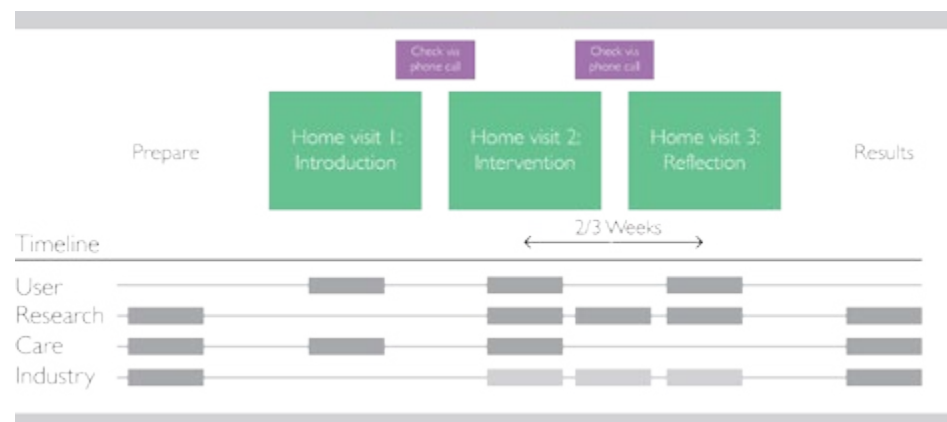 Check via
phone call
Check via
phone call
Prepare
Home visit 1:
Introduction
Home visit 2:
Intervention
Home visit 3:
Reflection
Results
2/3 Weeks
Timeline
User
Research
Care
Industry